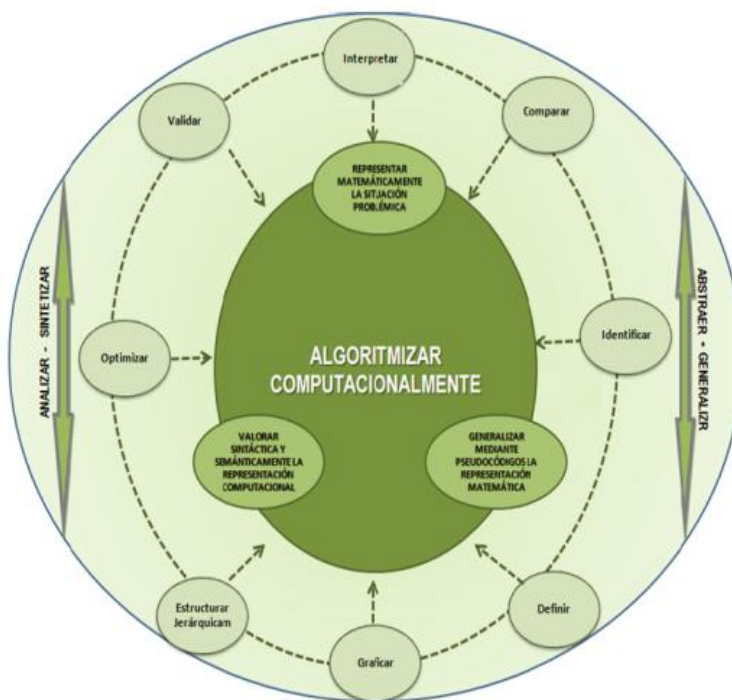 Interpretar
Validar
Comparar
REPRESENTAR
MATEMÁTICAMENTE
LA SITUACIÓN
PROBLÉMICA
ANALIZAR - SINTETIZAR
ABSTRAER - GENERALIZR
Optimizar
Identificar
ALGORITMIZAR
COMPUTACIONALMENTE
VALORAR
SINTÁCTICA Y
SEMÁNTICAMENTE LA
REPRESENTACIÓN
COMPUTACIONAL
GENERALIZAR
MEDIANTE
PSEUDOCÓDIGOS LA
REPRESENTACIÓN
MATEMÁTICA
Estructurar
Jerárquicam
Definir
Graficar